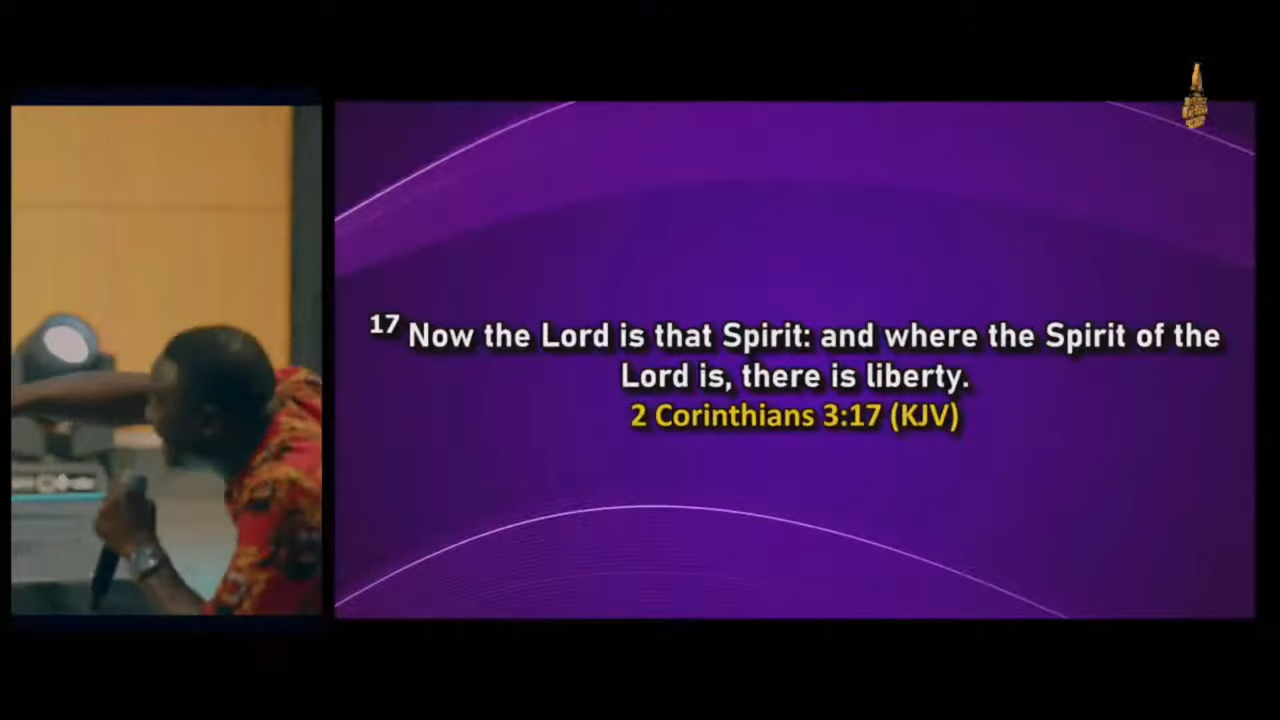 17 Now the Lord is that Spirit: and where the Spirit of the
Lord is, there is liberty.
2 Corinthians 3:17 (KJV)